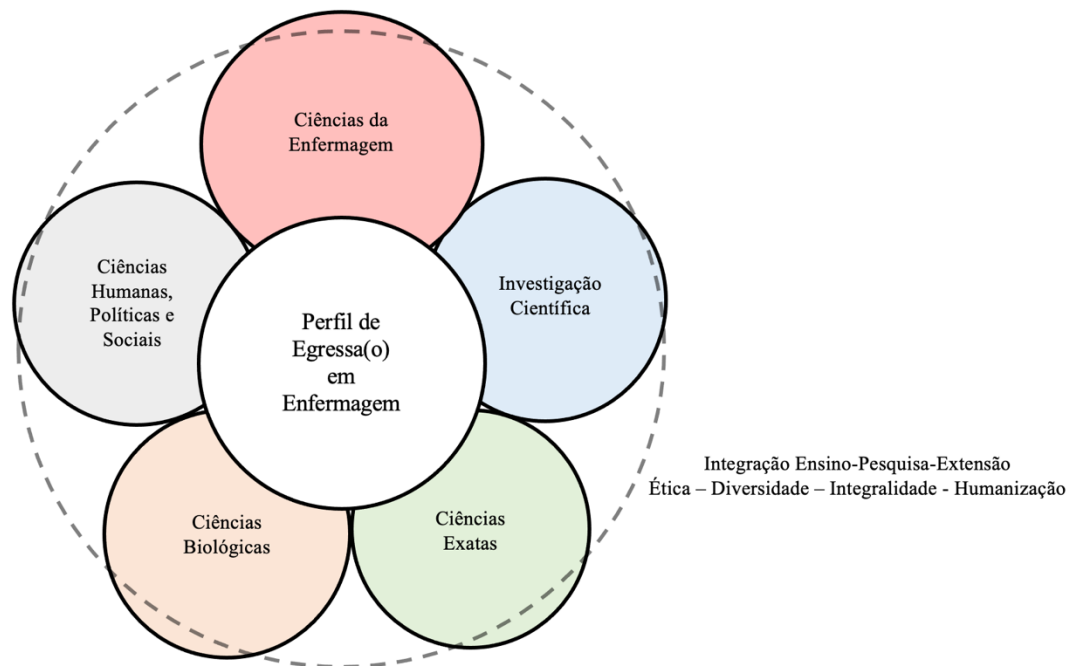 Ciências da
Enfermagem
Ciências
Humanas,
Políticas e
Sociais
Investigação
Científica
Perfil de
Egressa(o)
em
Enfermagem
Ciências
Biológicas
Ciências
Exatas
Integração Ensino-Pesquisa-Extensão
Ética – Diversidade – Integralidade - Humanização